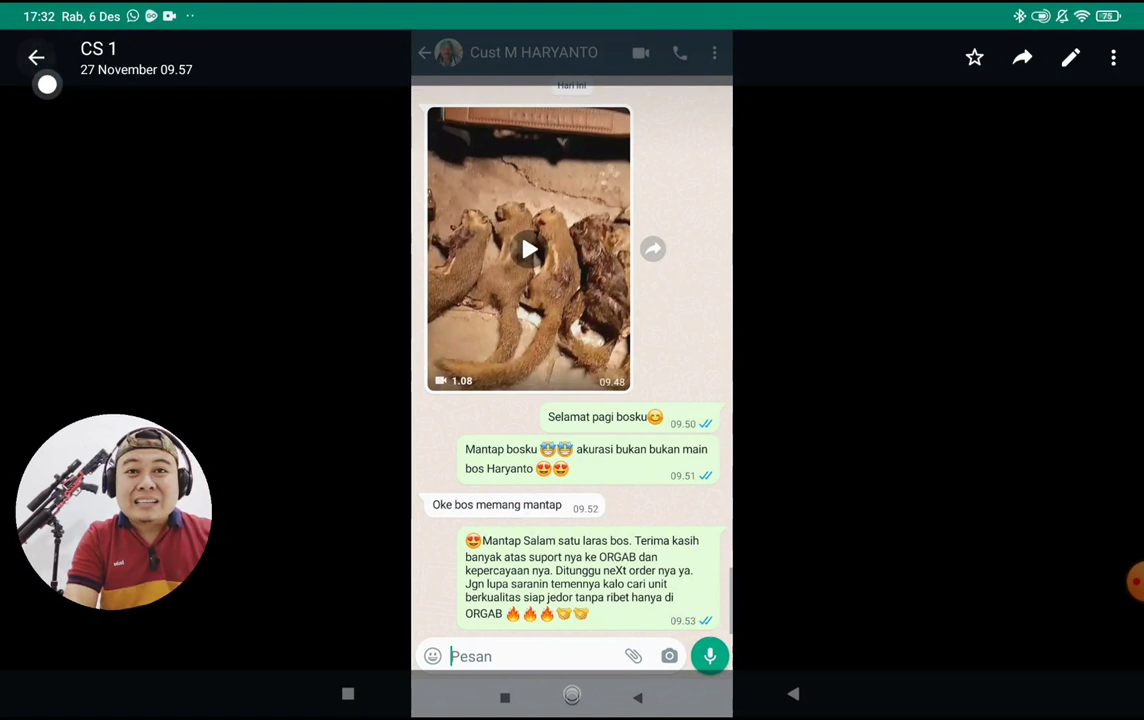 17:32 Rab, 6 Des
75
CS 1
27 November 09.57
Cust M HARYANTO
Hari ini
1.08
09.48
Selamat pagi bosku😊
09.50
Mantap bosku 🤠🤠 akurasi bukan bukan main
bos Haryanto 😍😍
09.51
Oke bos memang mantap
09.52
😍Mantap Salam satu laras bos. Terima kasih
banyak atas suport nya ke ORGAB dan
kepercayaan nya. Ditunggu neXt order nya ya.
Jgn lupa saranin temennya kalo cari unit
berkualitas siap jedor tanpa ribet hanya di
ORGAB 🔥🔥🔥🤝🤝
09.53
Pesan